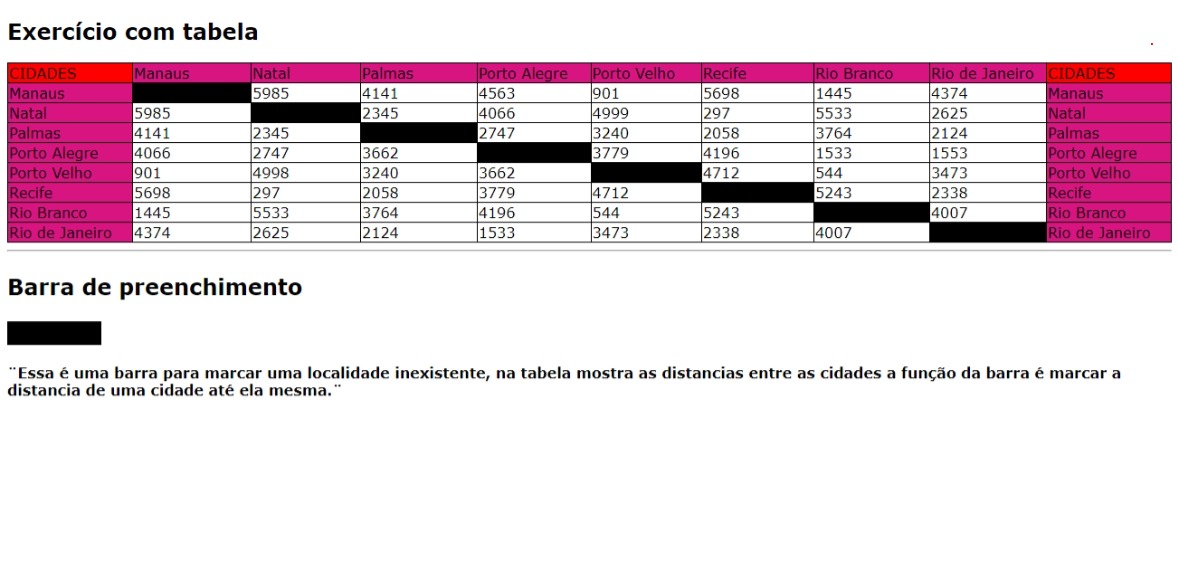 Exercício com tabela
CIDADES Manaus Natal Palmas Porto Alegre Porto Velho Recife Rio Branco Rio de Janeiro CIDADES
Manaus 5985 4141 4563 901 5698 1445 4374 Manaus
Natal 5985 2345 4066 4999 297 5533 2625 Natal
Palmas 4141 2345 2747 3240 2058 3764 2124 Palmas
Porto Alegre 4066 2747 3662 3779 4196 1533 1553 Porto Alegre
Porto Velho 901 4998 3240 3662 4712 544 3473 Porto Velho
Recife 5698 297 2058 3779 4712 5243 2338 Recife
Rio Branco 1445 5533 3764 4196 544 5243 4007 Rio Branco
Rio de Janeiro 4374 2625 2124 1533 3473 2338 4007 Rio de Janeiro
Barra de preenchimento
¨Essa é uma barra para marcar uma localidade inexistente, na tabela mostra as distancias entre as cidades a função da barra é marcar a
distancia de uma cidade até ela mesma.¨